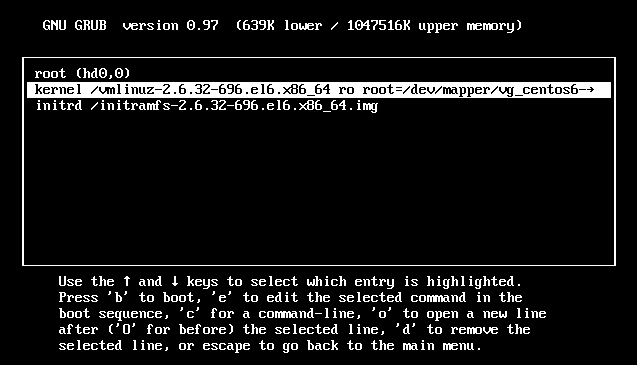 GNU GRUB  version 0.97  (639K lower / 1047516K upper memory)
root (hd0,0)
kernel /vmlinuz-2.6.32-696.el6.x86_64 ro root=/dev/mapper/vg_centos6-→
initrd /initramfs-2.6.32-696.el6.x86_64.img
Use the ↑ and ↓ keys to select which entry is highlighted.
Press 'b' to boot, 'e' to edit the selected command in the
boot sequence, 'c' for a command-line, 'o' to open a new line
after ('O' for before) the selected line, 'd' to remove the
selected line, or escape to go back to the main menu.